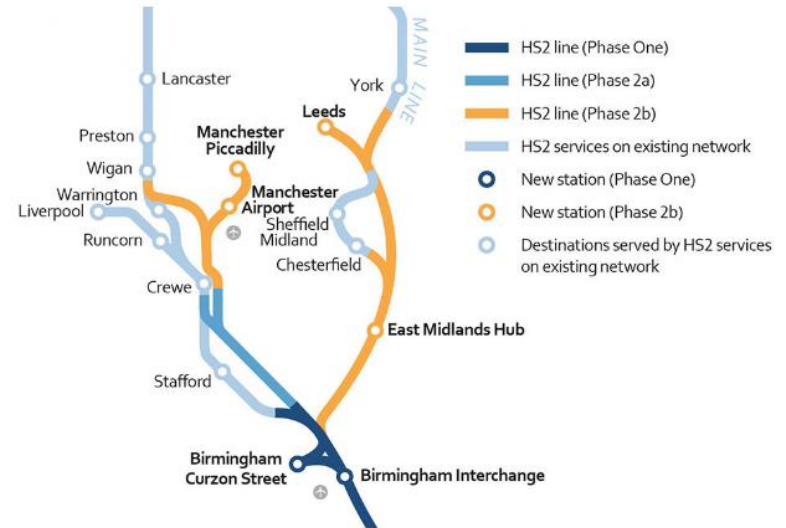 Lancaster
Preston
Wigan
Warrington
Liverpool
Runcorn
Crewe
Stafford
Manchester
Piccadilly
Manchester
Airport
Leeds
York
MAIN LINE
Sheffield
Midland
Chesterfield
East Midlands Hub
Birmingham
Curzon Street
Birmingham Interchange
HS2 line (Phase One)
HS2 line (Phase 2a)
HS2 line (Phase 2b)
HS2 services on existing network
New station (Phase One)
New station (Phase 2b)
Destinations served by HS2 services
on existing network